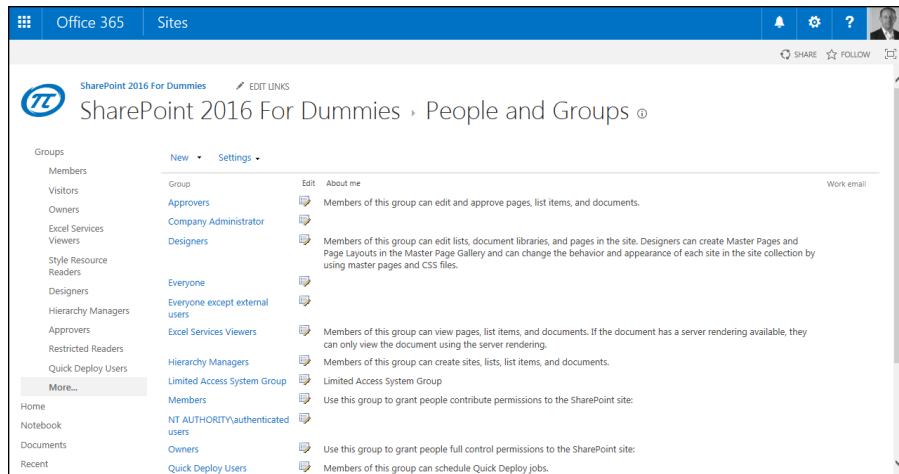 Office 365 Sites
SHARE FOLLOW
SharePoint 2016 For Dummies EDIT LINKS
SharePoint 2016 For Dummies › People and Groups
Groups
Members
Visitors
Owners
Excel Services
Viewers
Style Resource
Readers
Designers
Hierarchy Managers
Approvers
Restricted Readers
Quick Deploy Users
More...
Home
Notebook
Documents
Recent
New Settings
Group Edit About me Work email
Approvers Members of this group can edit and approve pages, list items, and documents.
Company Administrator
Designers Members of this group can edit lists, document libraries, and pages in the site. Designers can create Master Pages and
Page Layouts in the Master Page Gallery and can change the behavior and appearance of each site in the site collection by
using master pages and CSS files.
Everyone
Everyone except external
users
Excel Services Viewers Members of this group can view pages, list items, and documents. If the document has a server rendering available, they
can only view the document using the server rendering.
Hierarchy Managers Members of this group can create sites, lists, list items, and documents.
Limited Access System Group Limited Access System Group
Members Use this group to grant people contribute permissions to the SharePoint site:
NT AUTHORITY\authenticated
users
Owners Use this group to grant people full control permissions to the SharePoint site:
Quick Deploy Users Members of this group can schedule Quick Deploy jobs.